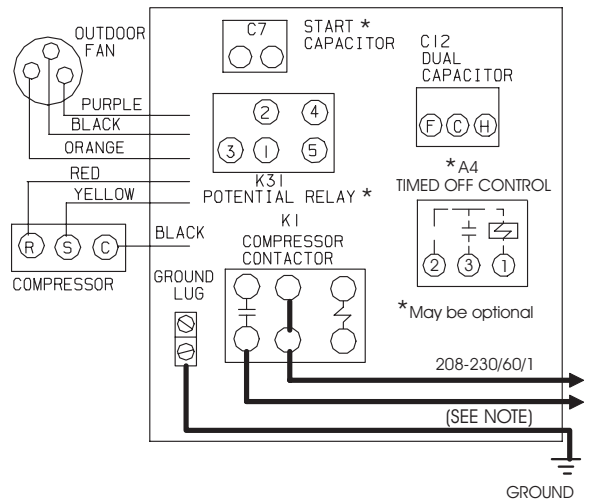 OUTDOOR
FAN
C7
START *
CAPACITOR
C12
DUAL
CAPACITOR
PURPLE
BLACK
ORANGE
RED
YELLOW
BLACK
2
4
3
1
5
K31
POTENTIAL RELAY *
F
C
H
*A4
TIMED OFF CONTROL
2
3
1
*May be optional
R
S
C
COMPRESSOR
K1
COMPRESSOR
CONTACTOR
GROUND
LUG
208-230/60/1
(SEE NOTE)
GROUND